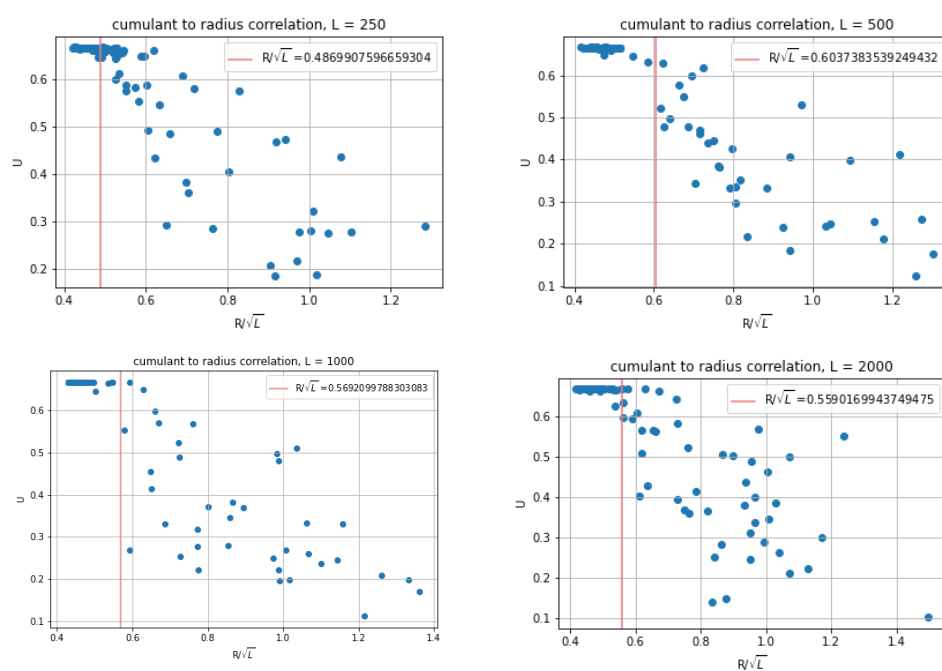 cumulant to radius correlation, L = 250
R/√L =0.4869907596659304
0.6
0.5
0.4
0.3
0.2
U
0.4 0.6 0.8 1.0 1.2
R/√L
cumulant to radius correlation, L = 500
R/√L =0.6037383539249432
0.6
0.5
0.4
0.3
0.2
0.1
U
0.4 0.6 0.8 1.0 1.2
R/√L
cumulant to radius correlation, L = 1000
R/√L =0.5692099788303083
0.6
0.5
0.4
0.3
0.2
0.1
U
0.4 0.6 0.8 1.0 1.2 1.4
R/√L
cumulant to radius correlation, L = 2000
R/√L =0.5590169943749475
0.6
0.5
0.4
0.3
0.2
0.1
U
0.4 0.6 0.8 1.0 1.2 1.4
R/√L